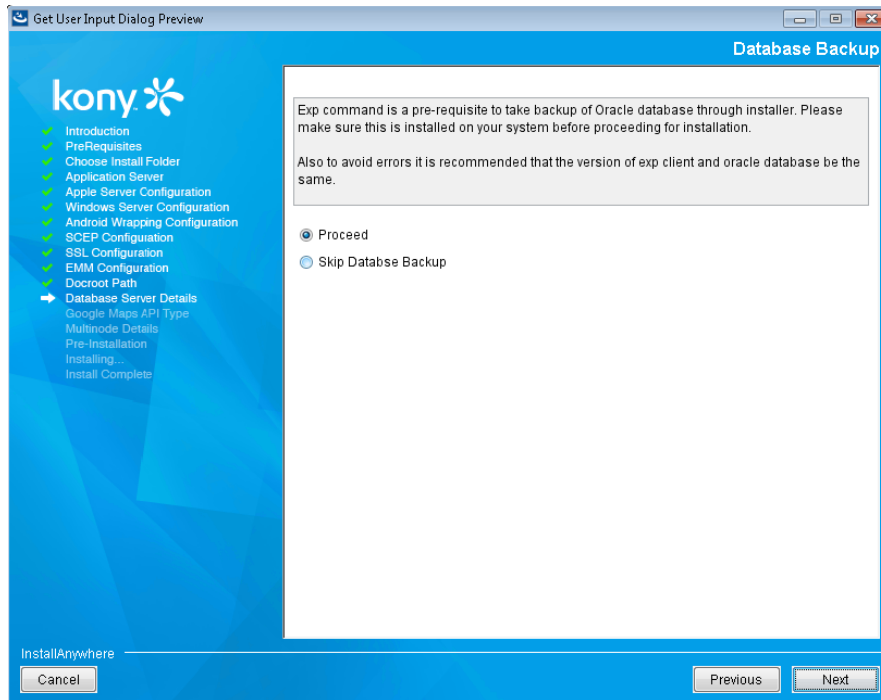 Get User Input Dialog Preview
Database Backup
kony
Introduction
PreRequisites
Choose Install Folder
Application Server
Apple Server Configuration
Windows Server Configuration
Android Wrapping Configuration
SCEP Configuration
SSL Configuration
EMM Configuration
Docroot Path
Database Server Details
Google Maps API Type
Multinode Details
Pre-Installation
Installing...
Install Complete
Exp command is a pre-requisite to take backup of Oracle database through installer. Please
make sure this is installed on your system before proceeding for installation.
Also to avoid errors it is recommended that the version of exp client and oracle database be the
same.
Proceed
Skip Databse Backup
InstallAnywhere
Cancel
Previous
Next